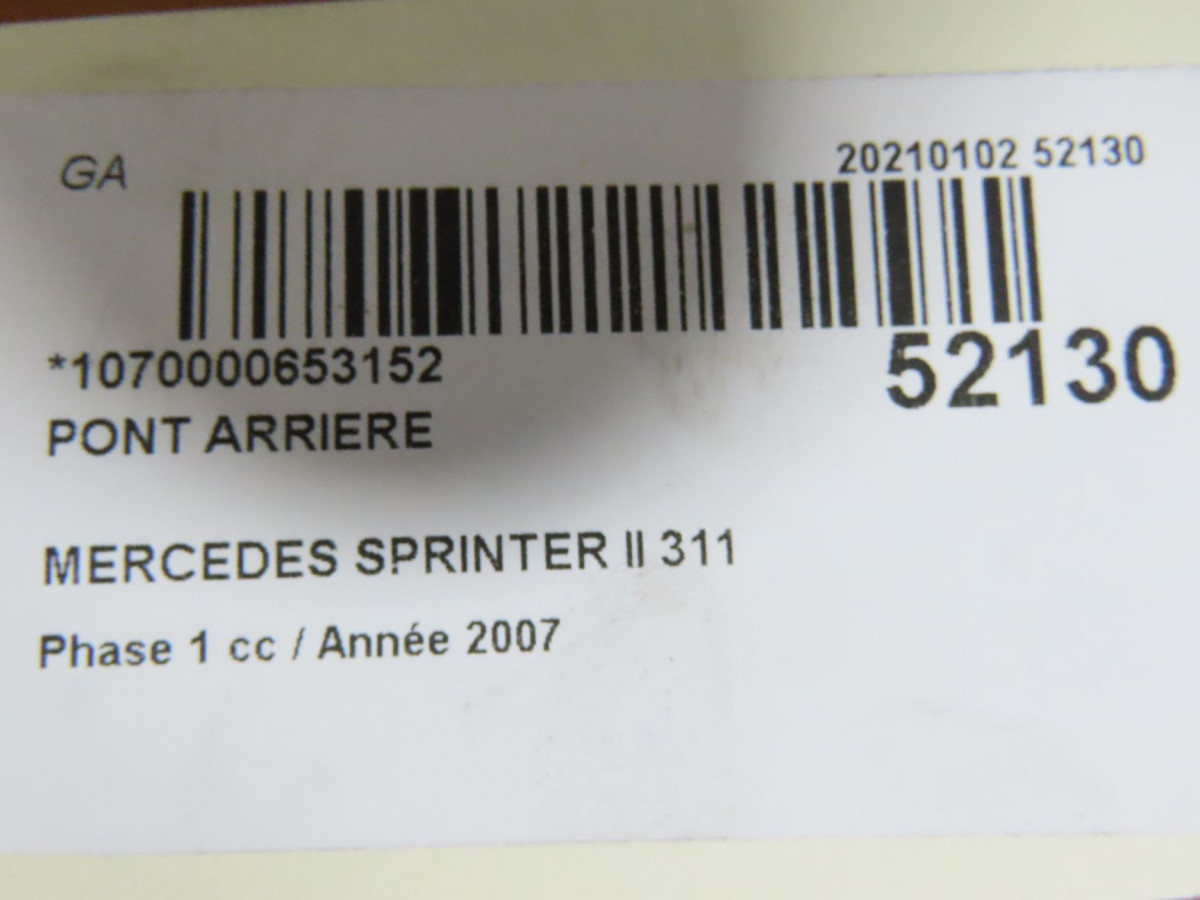 GA
20210102 52130
*1070000653152
52130
PONT ARRIERE
MERCEDES SPRINTER II 311
Phase 1 cc / Année 2007